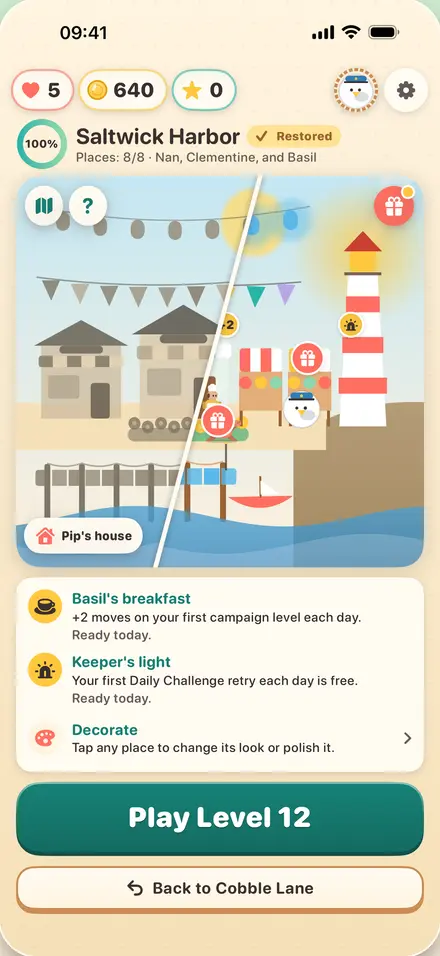 09:41
5
640
0
100%
Saltwick Harbor
Restored
Places: 8/8 · Nan, Clementine, and Basil
?
+2
Pip's house
Basil's breakfast
+2 moves on your first campaign level each day.
Ready today.
Keeper's light
Your first Daily Challenge retry each day is free.
Ready today.
Decorate
Tap any place to change its look or polish it.
Play Level 12
Back to Cobble Lane